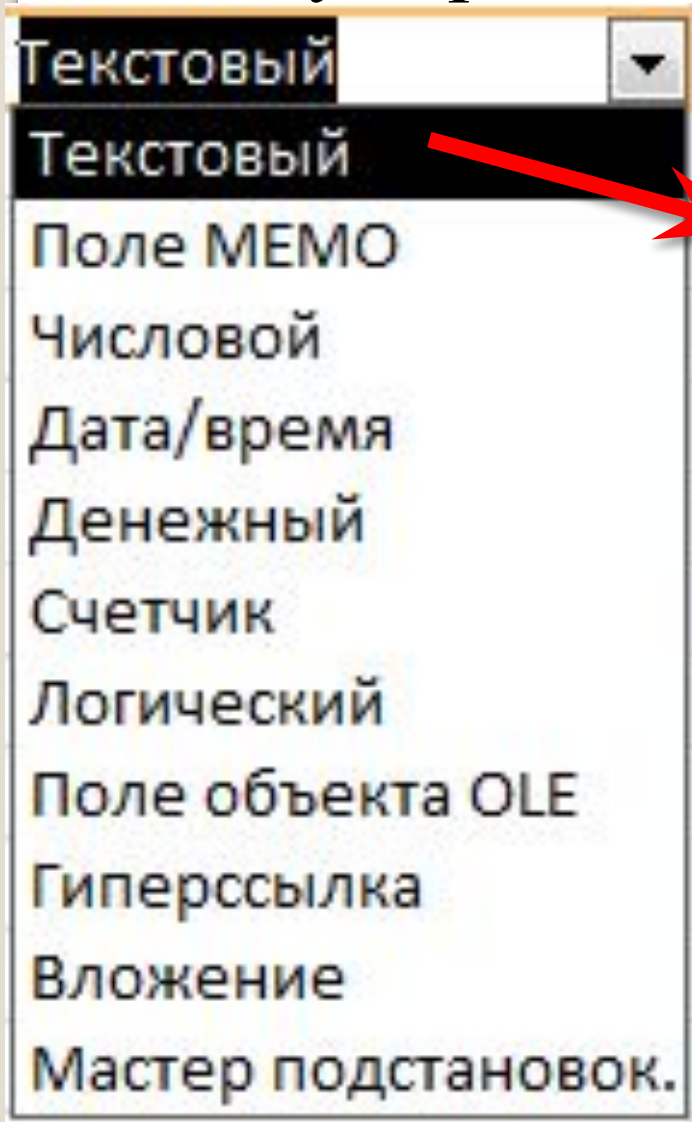 Текстовый
Текстовый
Поле МЕМО
Числовой
Дата/время
Денежный
Счетчик
Логический
Поле объекта OLE
Гиперссылка
Вложение
Мастер подстановок.